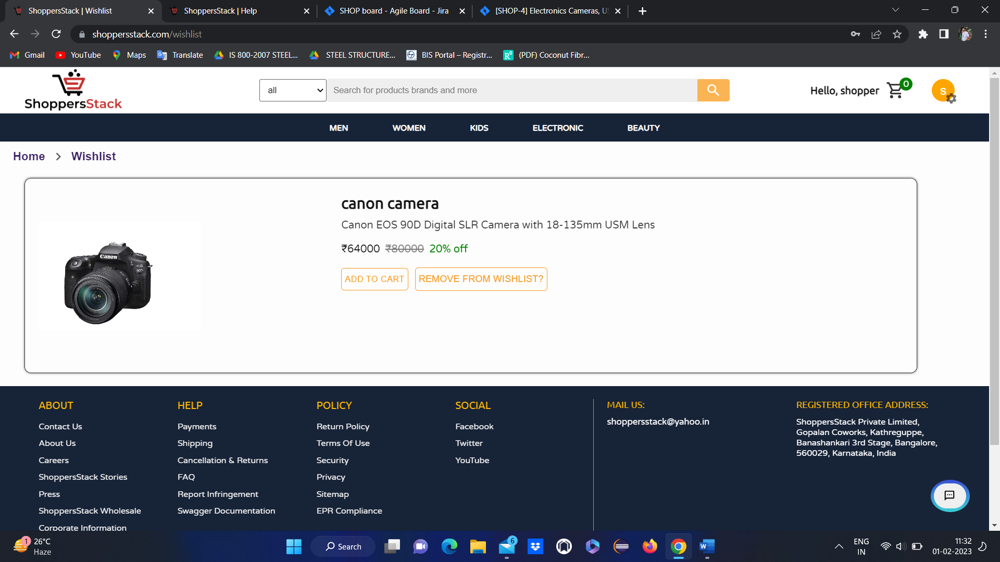 ShoppersStack | Wishlist
ShoppersStack | Help
SHOP board - Agile Board - Jira
[SHOP-4] Electronics Cameras, US
shoppersstack.com/wishlist
Gmail
YouTube
Maps
Translate
IS 800-2007 STEEL...
STEEL STRUCTURE...
BIS Portal – Registr...
(PDF) Coconut Fibr...
ShoppersStack
all
Search for products brands and more
Hello, shopper
0
S
MEN
WOMEN
KIDS
ELECTRONIC
BEAUTY
Home > Wishlist
canon camera
Canon EOS 90D Digital SLR Camera with 18-135mm USM Lens
₹64000 ₹80000 20% off
ADD TO CART
REMOVE FROM WISHLIST?
Canon
EOS
90D
ABOUT
Contact Us
About Us
Careers
ShoppersStack Stories
Press
ShoppersStack Wholesale
Corporate Information
HELP
Payments
Shipping
Cancellation & Returns
FAQ
Report Infringement
Swagger Documentation
POLICY
Return Policy
Terms Of Use
Security
Privacy
Sitemap
EPR Compliance
SOCIAL
Facebook
Twitter
YouTube
MAIL US:
shoppersstack@yahoo.in
REGISTERED OFFICE ADDRESS:
ShoppersStack Private Limited,
Gopalan Coworks, Kathreguppe,
Banashankari 3rd Stage, Bangalore,
560029, Karnataka, India
1
26°C
Haze
Search
6
W
ENG
IN
11:32
01-02-2023